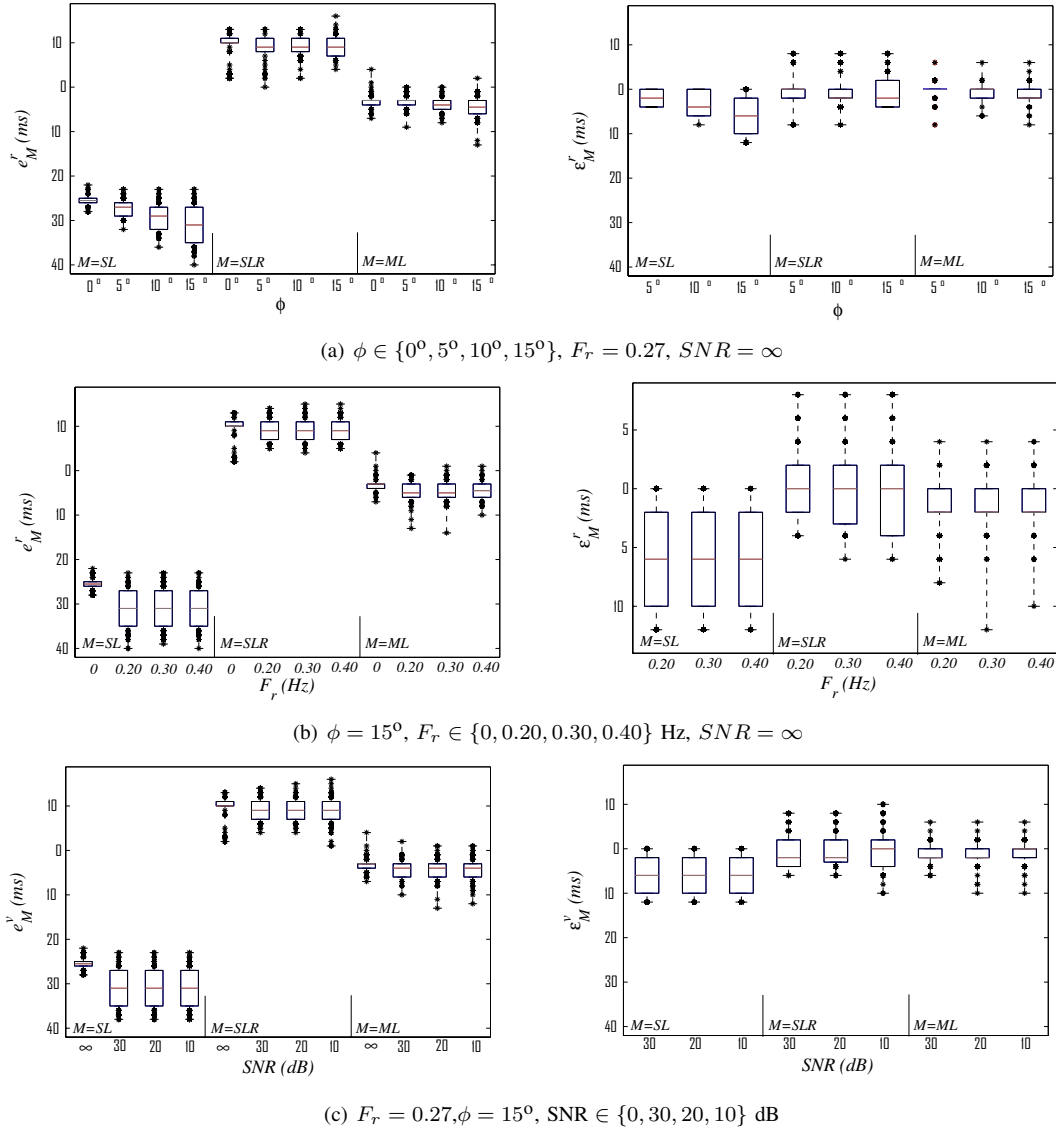 10
0
10
20
30
40
e^r_M (ms)
M=SL M=SLR M=ML
0° 5° 10° 15° 0° 5° 10° 15° 0° 5° 10° 15°
ϕ
10
0
10
20
30
40
ε^r_M (ms)
M=SL M=SLR M=ML
5° 10° 15° 5° 10° 15° 5° 10° 15°
ϕ
(a) ϕ ∈ {0°, 5°, 10°, 15°}, F_r = 0.27, SNR = ∞
10
0
10
20
30
40
e^r_M (ms)
M=SL M=SLR M=ML
0 0.20 0.30 0.40 0 0.20 0.30 0.40 0 0.20 0.30 0.40
F_r (Hz)
5
0
5
10
ε^r_M (ms)
M=SL M=SLR M=ML
0.20 0.30 0.40 0.20 0.30 0.40 0.20 0.30 0.40
F_r (Hz)
(b) ϕ = 15°, F_r ∈ {0, 0.20, 0.30, 0.40} Hz, SNR = ∞
10
0
10
20
30
40
e^v_M (ms)
M=SL M=SLR M=ML
∞ 30 20 10 ∞ 30 20 10 ∞ 30 20 10
SNR (dB)
10
0
10
20
30
40
ε^v_M (ms)
M=SL M=SLR M=ML
30 20 10 30 20 10 30 20 10
SNR (dB)
(c) F_r = 0.27,ϕ = 15°, SNR ∈ {0, 30, 20, 10} dB